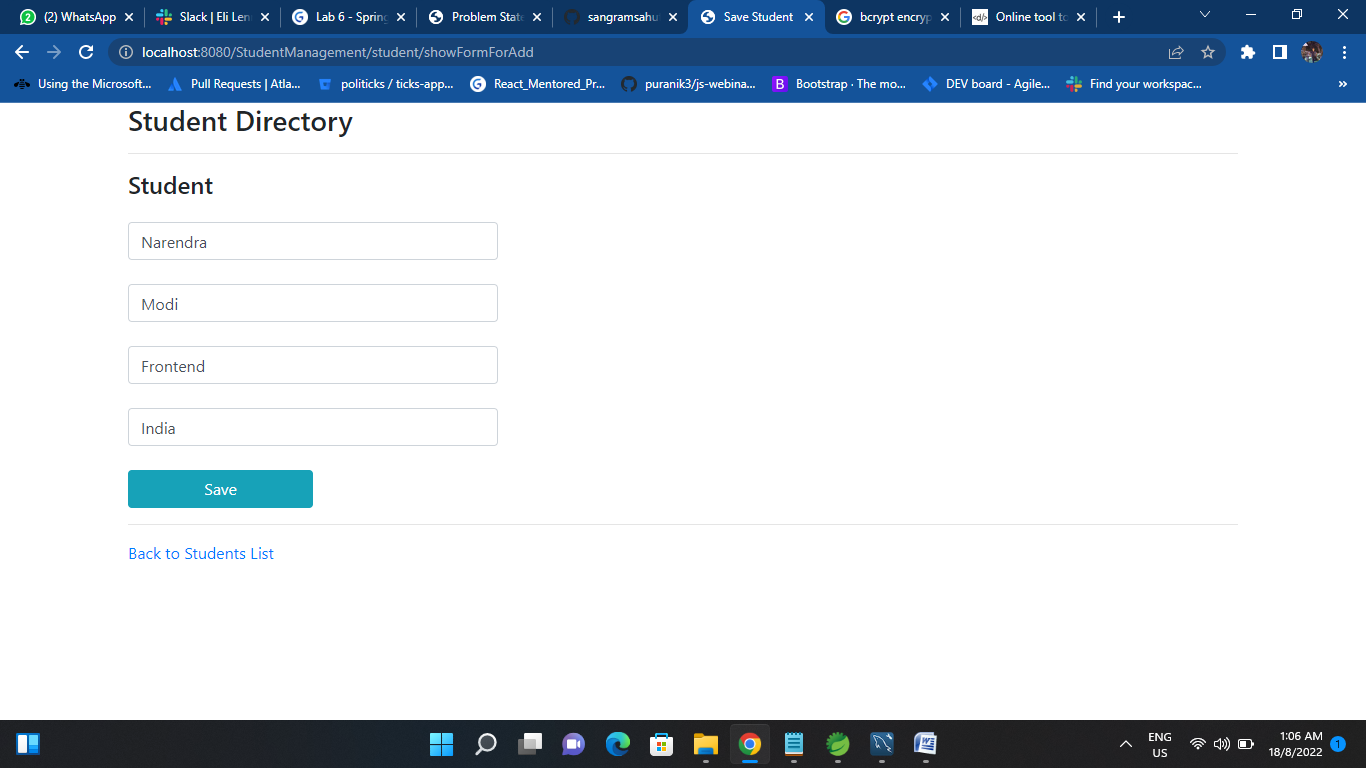 (2) WhatsApp
Slack | Eli Len
Lab 6 - Spring
Problem State
sangramsahu
Save Student
bcrypt encryp
Online tool to
localhost:8080/StudentManagement/student/showFormForAdd
Using the Microsoft...
Pull Requests | Atla...
politicks / ticks-app...
React_Mentored_Pr...
puranik3/js-webina...
B
Bootstrap · The mo...
DEV board - Agile...
Find your workspac...
»
Student Directory
Student
Narendra
Modi
Frontend
India
Save
Back to Students List
ENG
US
1:06 AM
18/8/2022
1